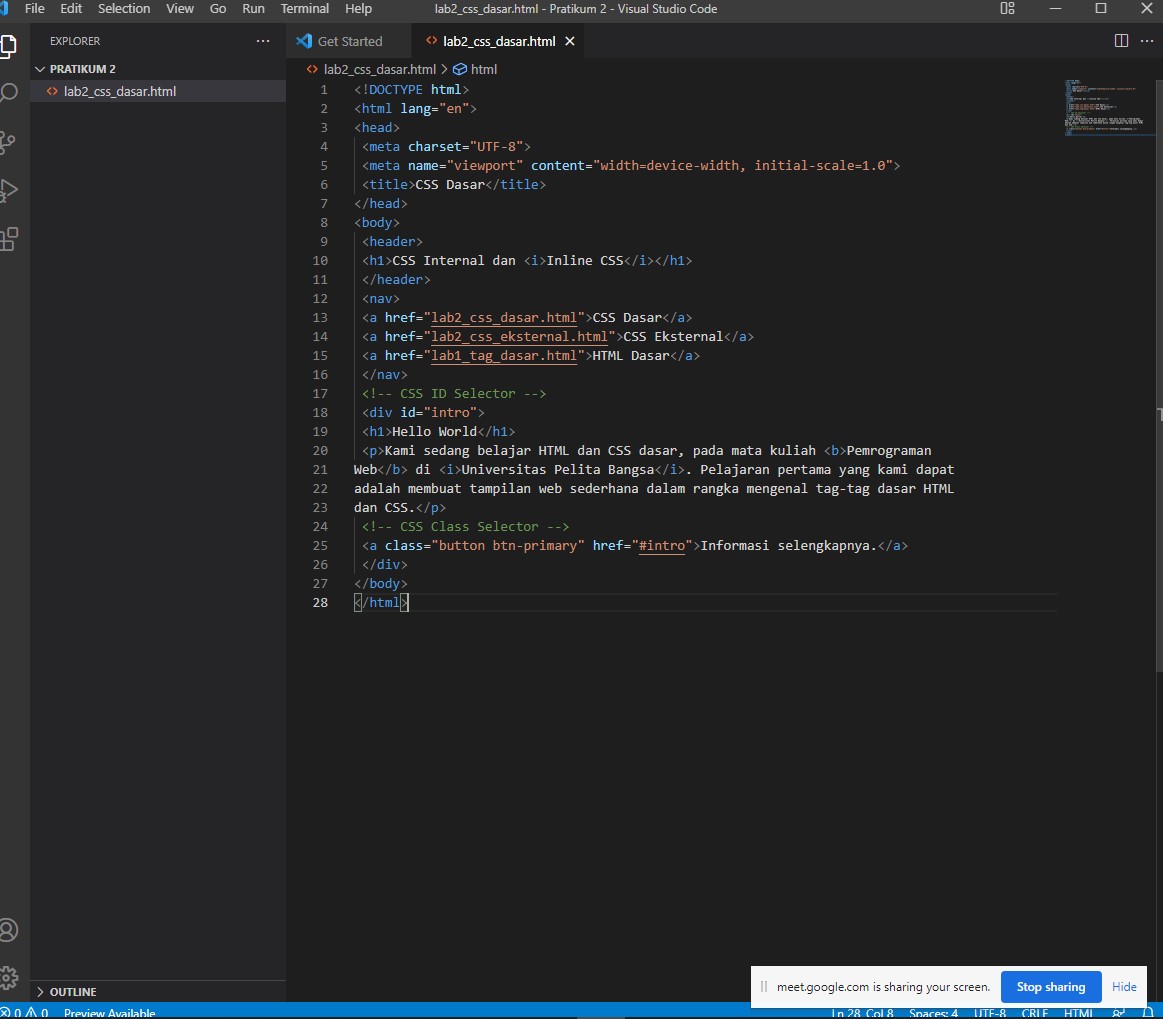 File Edit Selection View Go Run Terminal Help lab2_css_dasar.html - Pratikum 2 - Visual Studio Code
EXPLORER
PRATIKUM 2
lab2_css_dasar.html
Get Started lab2_css_dasar.html
lab2_css_dasar.html > html
1 <!DOCTYPE html>
2 <html lang="en">
3 <head>
4 <meta charset="UTF-8">
5 <meta name="viewport" content="width=device-width, initial-scale=1.0">
6 <title>CSS Dasar</title>
7 </head>
8 <body>
9 <header>
10 <h1>CSS Internal dan <i>Inline CSS</i></h1>
11 </header>
12 <nav>
13 <a href="lab2_css_dasar.html">CSS Dasar</a>
14 <a href="lab2_css_eksternal.html">CSS Eksternal</a>
15 <a href="lab1_tag_dasar.html">HTML Dasar</a>
16 </nav>
17 <!-- CSS ID Selector -->
18 <div id="intro">
19 <h1>Hello World</h1>
20 <p>Kami sedang belajar HTML dan CSS dasar, pada mata kuliah <b>Pemrograman
21 Web</b> di <i>Universitas Pelita Bangsa</i>. Pelajaran pertama yang kami dapat
22 adalah membuat tampilan web sederhana dalam rangka mengenal tag-tag dasar HTML
23 dan CSS.</p>
24 <!-- CSS Class Selector -->
25 <a class="button btn-primary" href="#intro">Informasi selengkapnya.</a>
26 </div>
27 </body>
28 </html>
OUTLINE
meet.google.com is sharing your screen. Stop sharing Hide
0 0 Preview Available Ln 28, Col 8 Spaces: 4 UTF-8 CRLF HTML